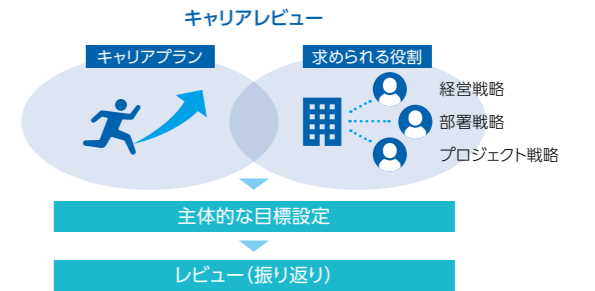 キャリアレビュー
キャリアプラン
求められる役割
経営戦略
部署戦略
プロジェクト戦略
主体的な目標設定
レビュー（振り返り）